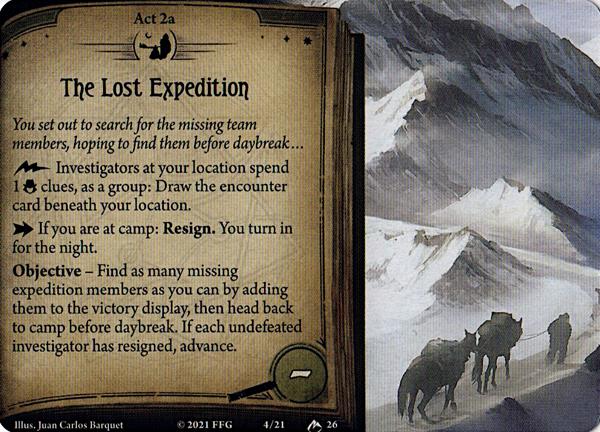 Act 2a
The Lost Expedition
You set out to search for the missing team
members, hoping to find them before daybreak…
Investigators at your location spend
1 clues, as a group: Draw the encounter
card beneath your location.
If you are at camp: Resign. You turn in
for the night.
Objective – Find as many missing
expedition members as you can by adding
them to the victory display, then head back
to camp before daybreak. If each undefeated
investigator has resigned, advance.
–
Illus. Juan Carlos Barquet © 2021 FFG 4/21 26